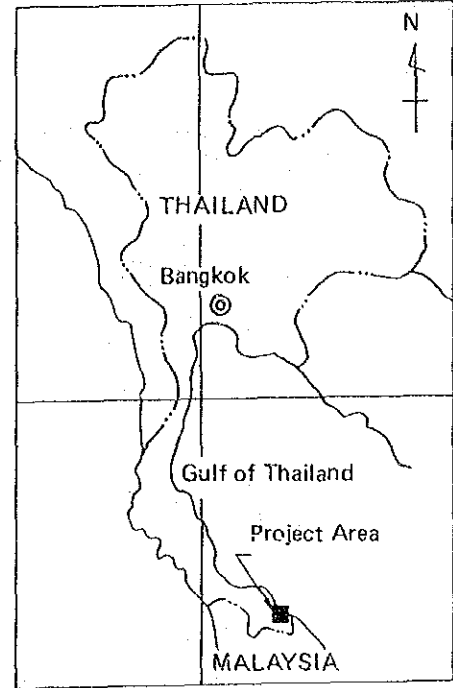 N
THAILAND
Bangkok
Gulf of Thailand
Project Area
MALAYSIA